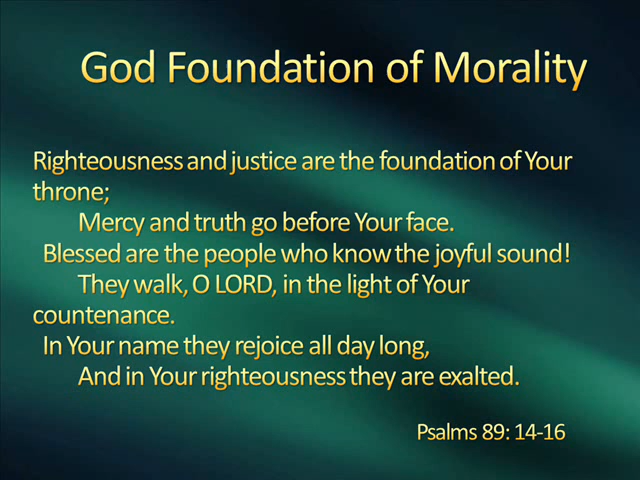 God Foundation of Morality
Righteousness and justice are the foundation of Your
throne;
Mercy and truth go before Your face.
Blessed are the people who know the joyful sound!
They walk, O LORD, in the light of Your
countenance.
In Your name they rejoice all day long,
And in Your righteousness they are exalted.
Psalms 89: 14-16